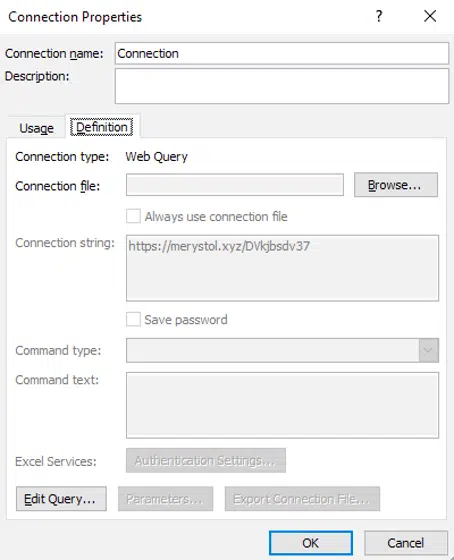 Connection Properties ? ×
Connection name: Connection
Description:
Usage Definition
Connection type: Web Query
Connection file: Browse...
Always use connection file
Connection string: https://merystol.xyz/DVkjbsdv37
Save password
Command type:
Command text:
Excel Services: Authentication Settings...
Edit Query... Parameters... Export Connection File...
OK Cancel